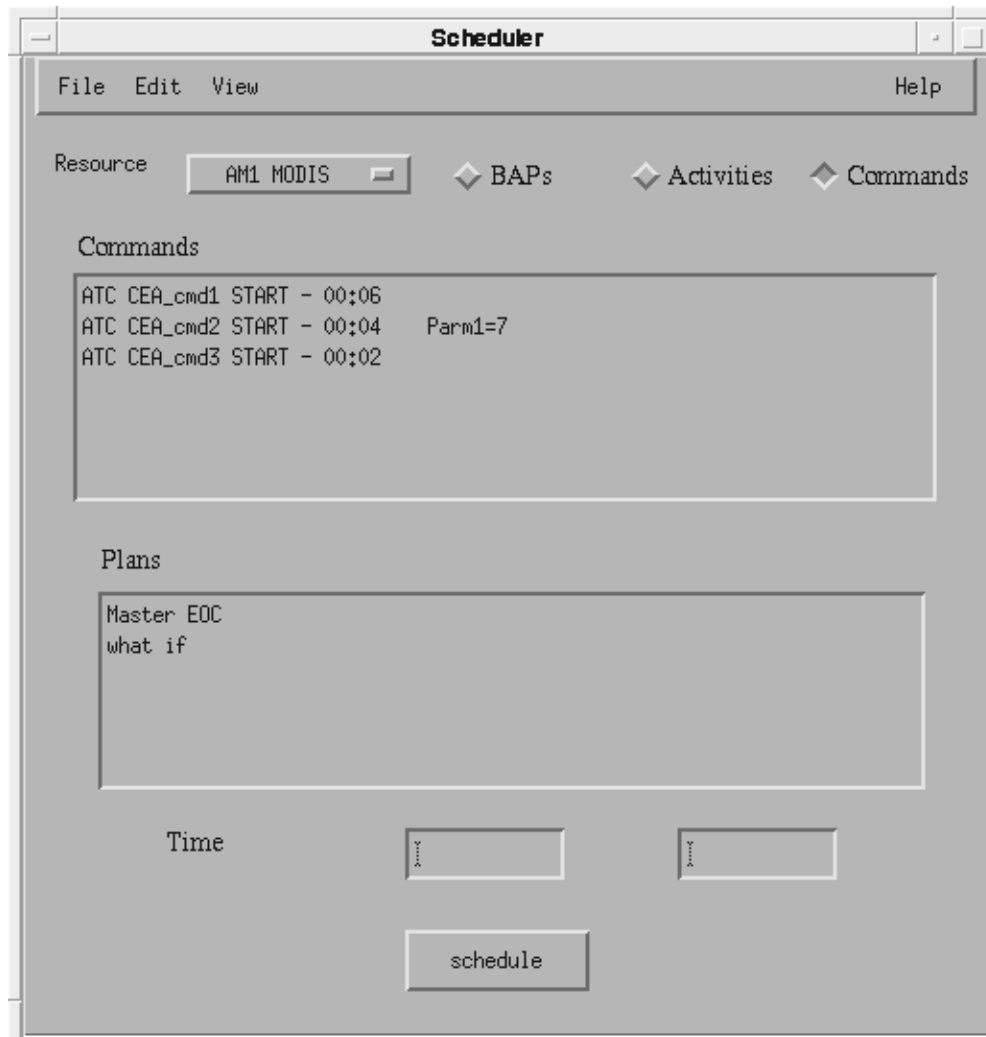 Scheduler
File Edit View Help
Resource AM1 MODIS BAPs Activities Commands
Commands
ATC CEA_cmd1 START - 00:06
ATC CEA_cmd2 START - 00:04 Parm1=7
ATC CEA_cmd3 START - 00:02
Plans
Master EOC
what if
Time
schedule